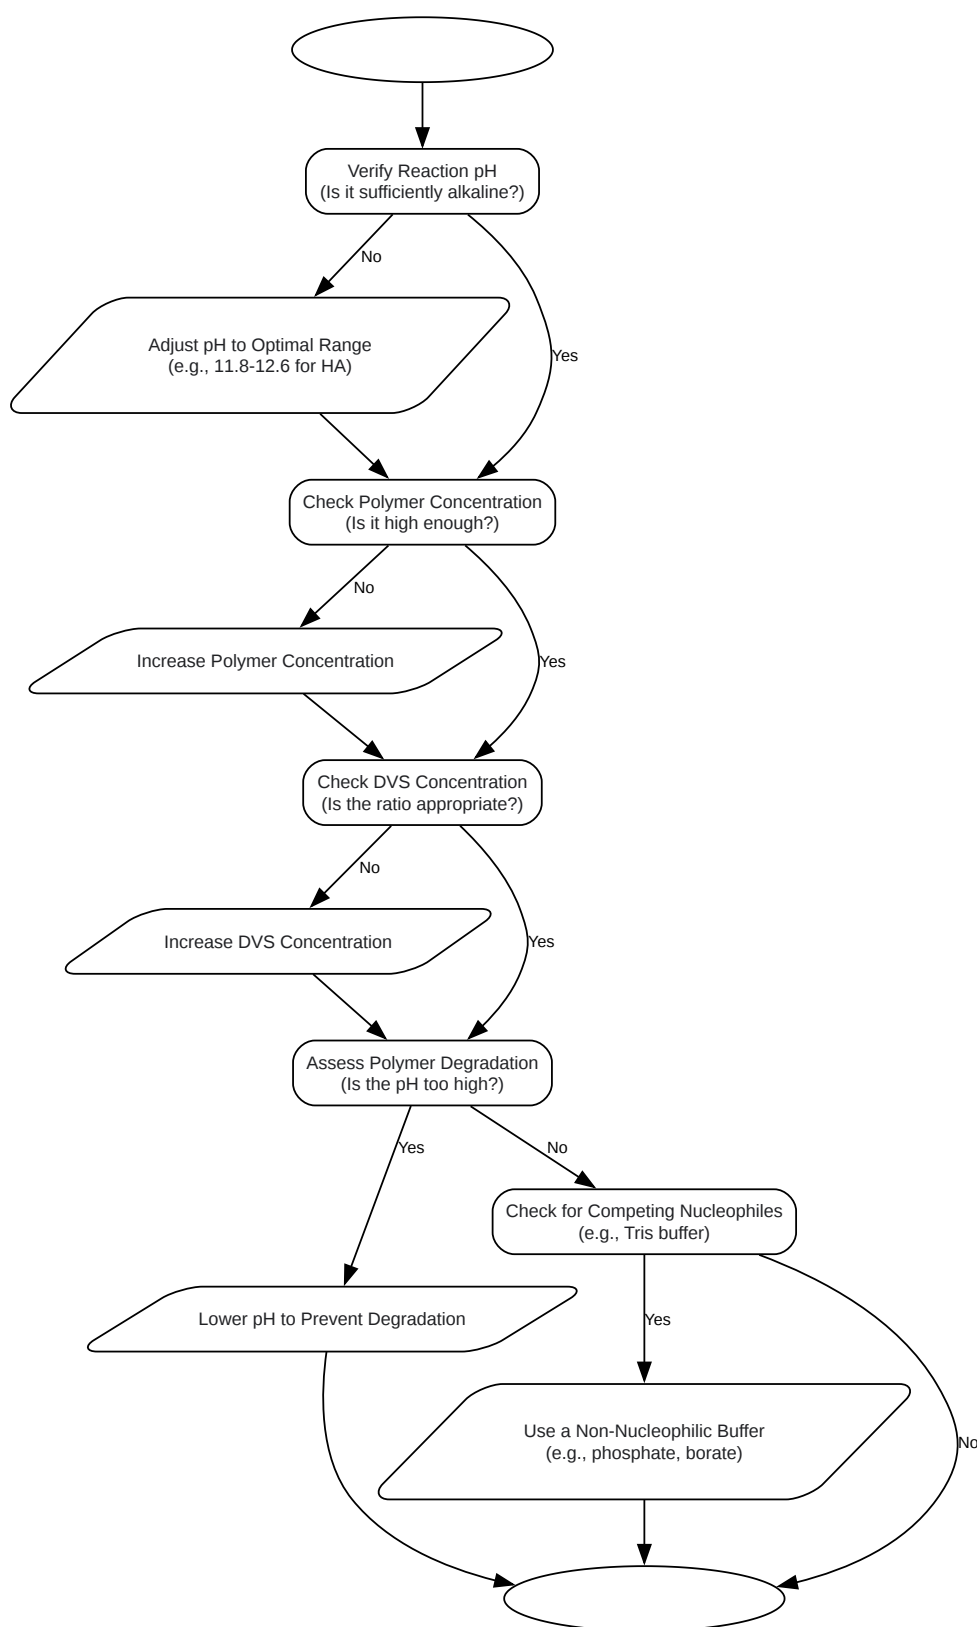 Verify Reaction pH
(Is it sufficiently alkaline?)
No
Adjust pH to Optimal Range
(e.g., 11.8-12.6 for HA)
Yes
Check Polymer Concentration
(Is it high enough?)
No
Increase Polymer Concentration
Yes
Check DVS Concentration
(Is the ratio appropriate?)
No
Increase DVS Concentration
Yes
Assess Polymer Degradation
(Is the pH too high?)
Yes
No
Check for Competing Nucleophiles
(e.g., Tris buffer)
Lower pH to Prevent Degradation
Yes
Use a Non-Nucleophilic Buffer
(e.g., phosphate, borate)
No